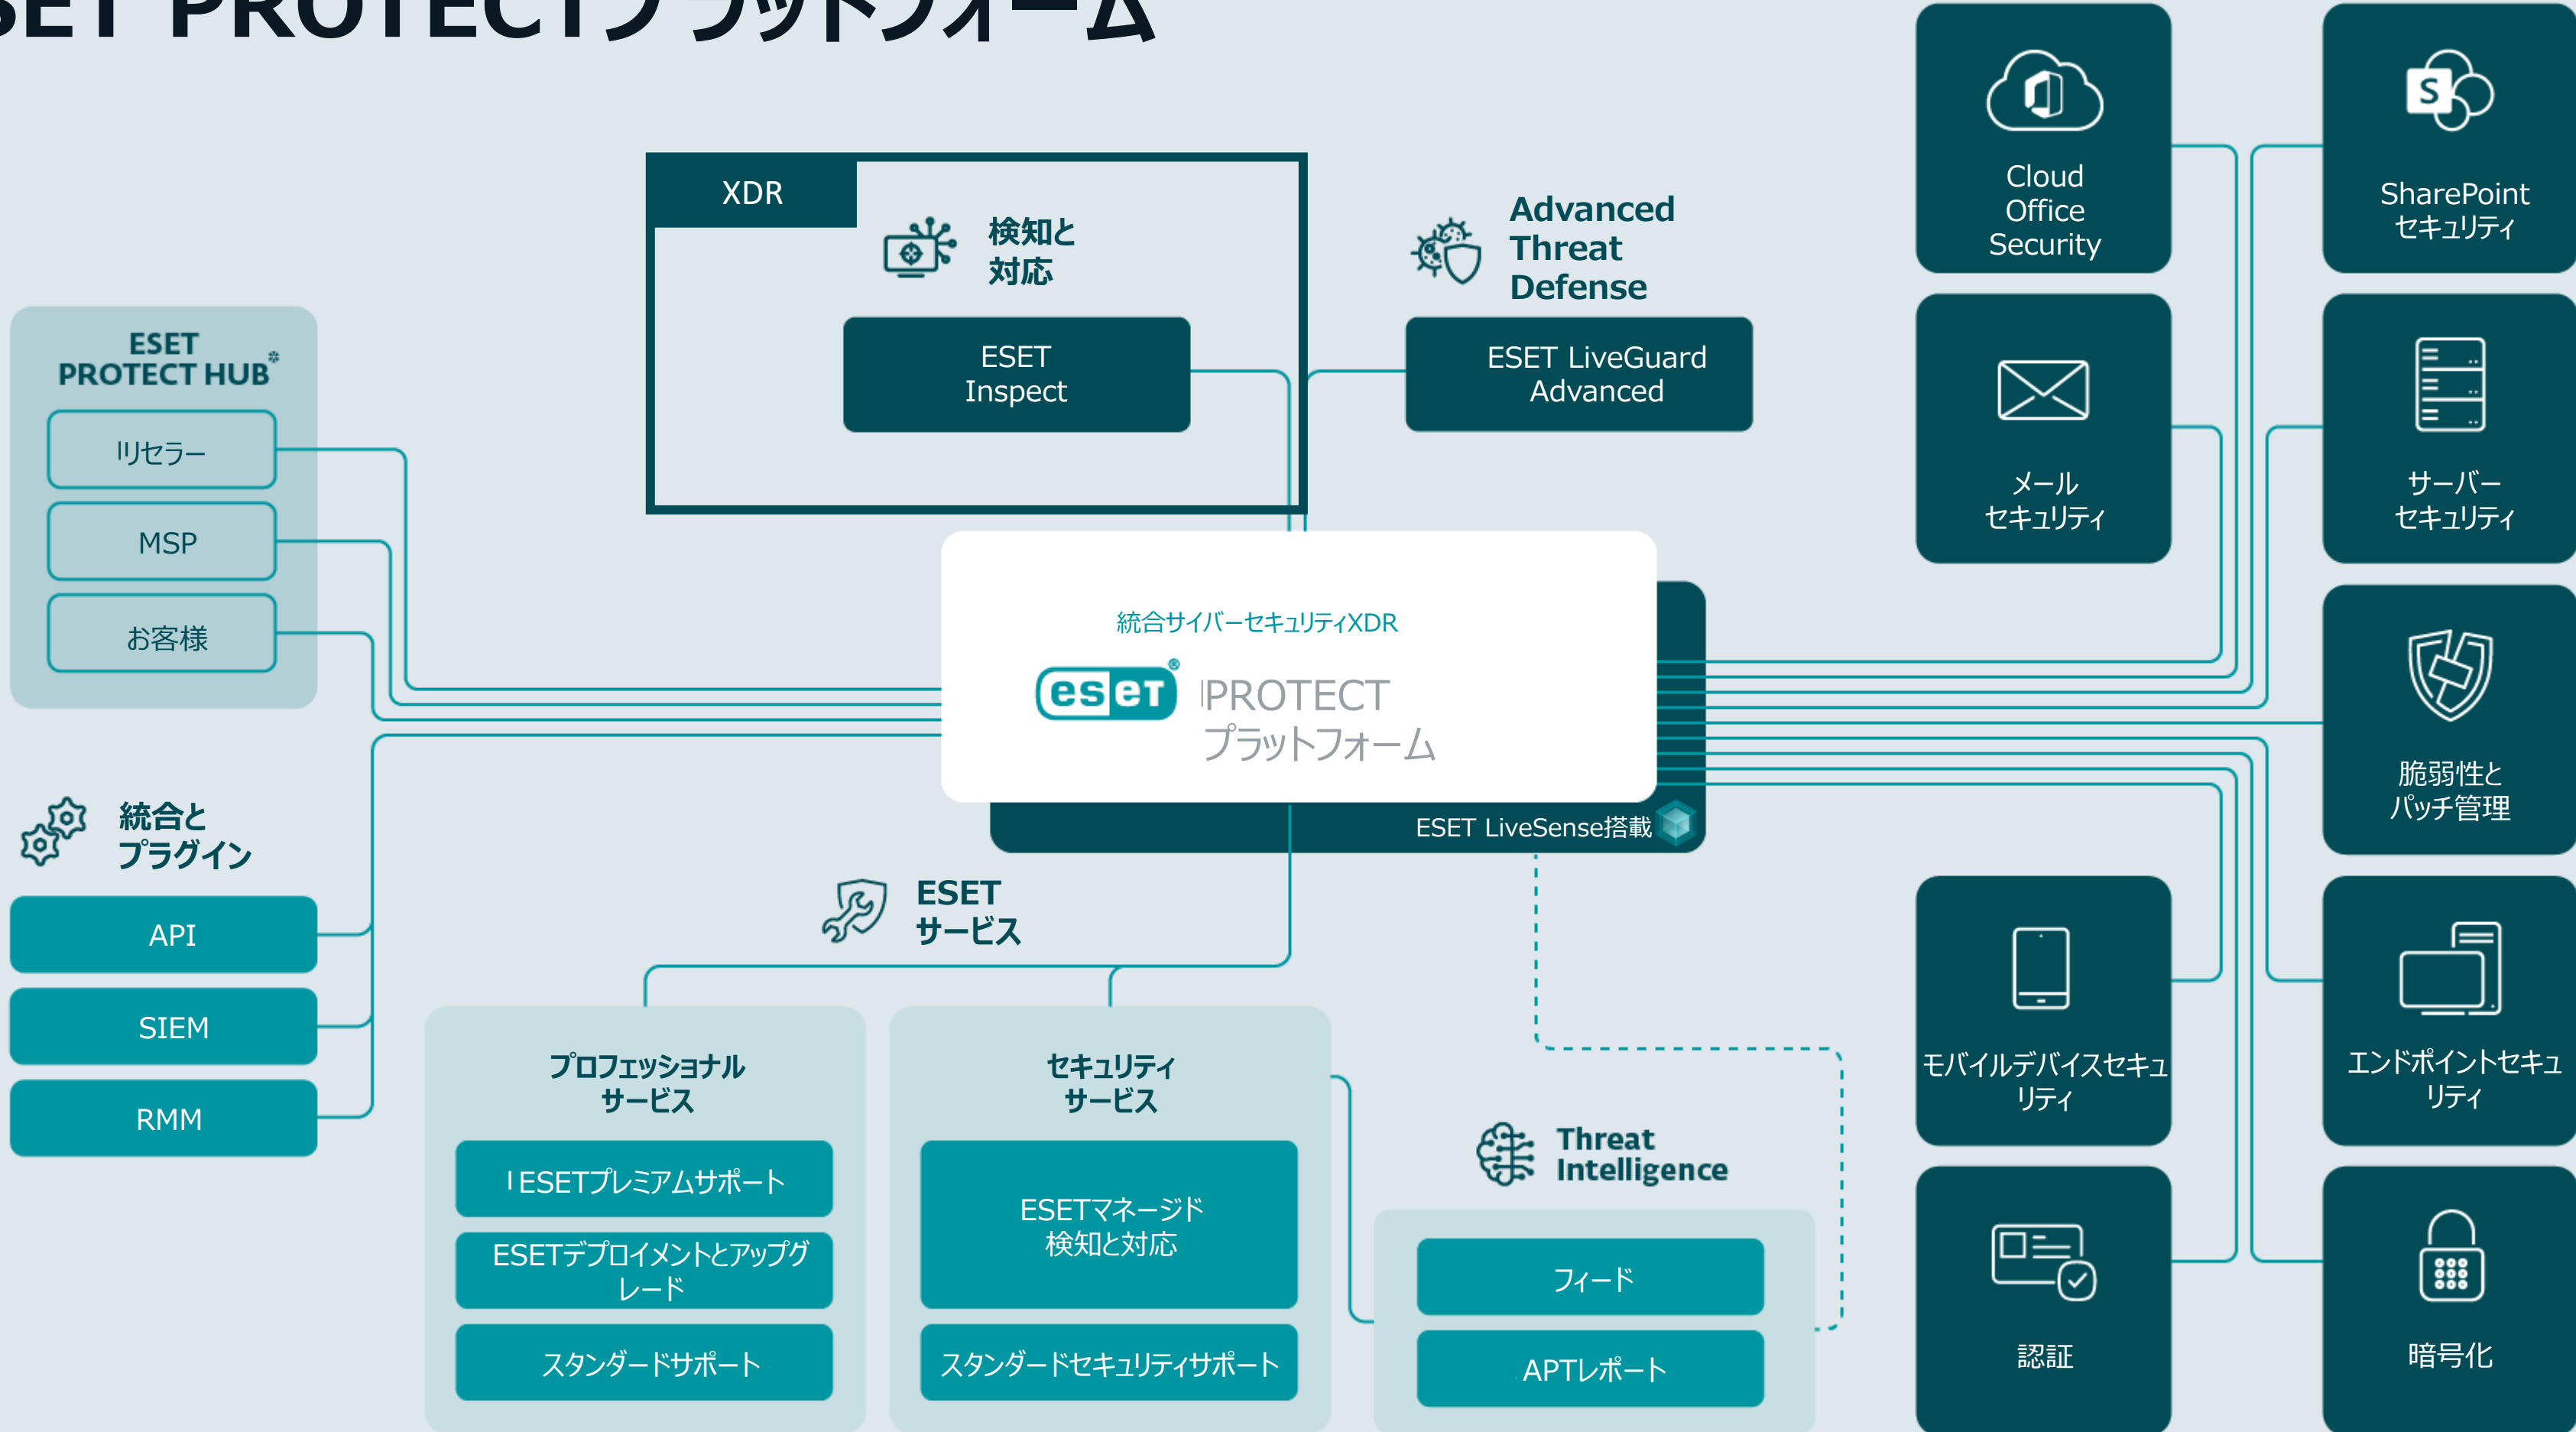 SET PROTECTプラットフォーム
XDR
検知と
対応
ESET
Inspect
Advanced
Threat
Defense
ESET LiveGuard
Advanced
ESET
PROTECT HUB*
リセラー
MSP
お客様
統合と
プラグイン
API
SIEM
RMM
統合サイバーセキュリティXDR
eseT®
PROTECT
プラットフォーム
ESET LiveSense搭載
ESET
サービス
プロフェッショナル
サービス
ESETプレミアムサポート
ESETデプロイメントとアップグ
レード
スタンダードサポート
セキュリティ
サービス
ESETマネージド
検知と対応
スタンダードセキュリティサポート
Threat
Intelligence
フィード
APTレポート
Cloud
Office
Security
S
SharePoint
セキュリティ
メール
セキュリティ
サーバー
セキュリティ
脆弱性と
パッチ管理
モバイルデバイスセキュ
リティ
エンドポイントセキュ
リティ
認証
暗号化